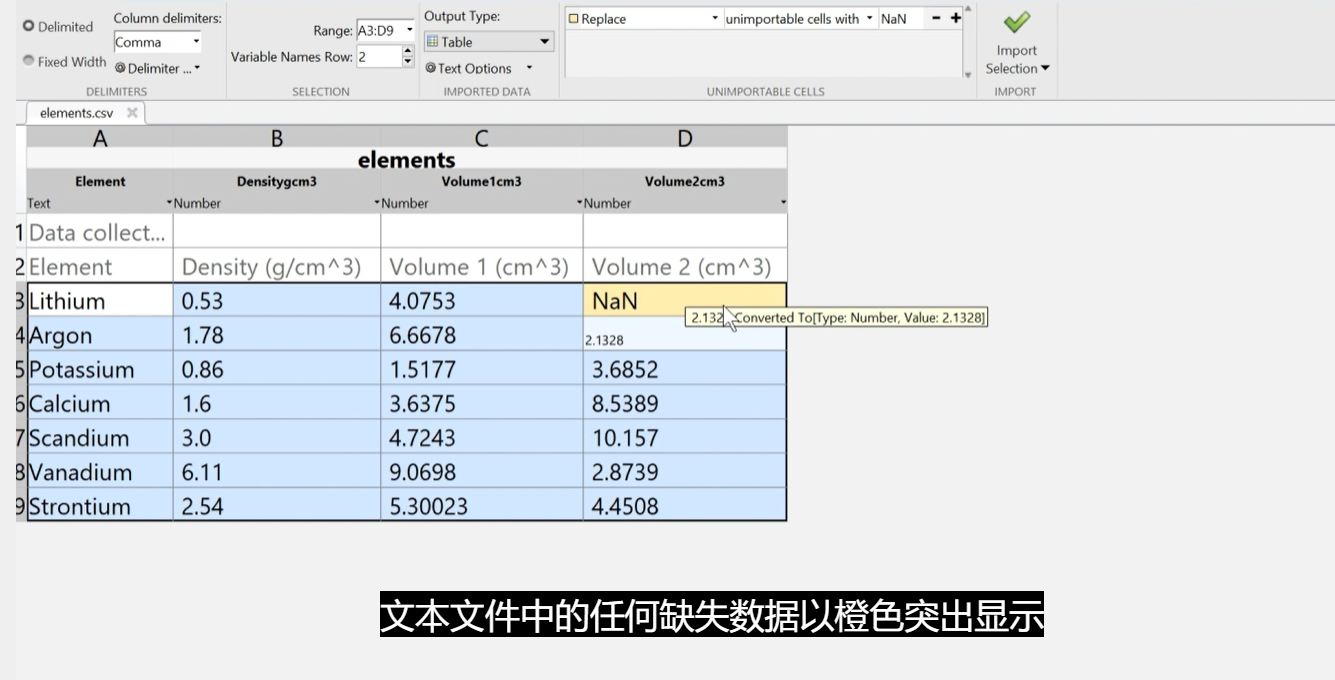 Delimited
Column delimiters:
Comma
Fixed Width
Delimiter ...
DELIMITERS
Range: A3:D9
Variable Names Row: 2
SELECTION
Output Type:
Table
Text Options
IMPORTED DATA
Replace unimportable cells with NaN
UNIMPORTABLE CELLS
Import
Selection
IMPORT
elements.csv
A B C D
elements
Element Densitygcm3 Volume1cm3 Volume2cm3
Text Number Number Number
1 Data collect...
2 Element Density (g/cm^3) Volume 1 (cm^3) Volume 2 (cm^3)
3 Lithium 0.53 4.0753 NaN
2.132 Converted To[Type: Number, Value: 2.1328]
4 Argon 1.78 6.6678 2.1328
5 Potassium 0.86 1.5177 3.6852
6 Calcium 1.6 3.6375 8.5389
7 Scandium 3.0 4.7243 10.157
8 Vanadium 6.11 9.0698 2.8739
9 Strontium 2.54 5.30023 4.4508
文本文件中的任何缺失数据以橙色突出显示